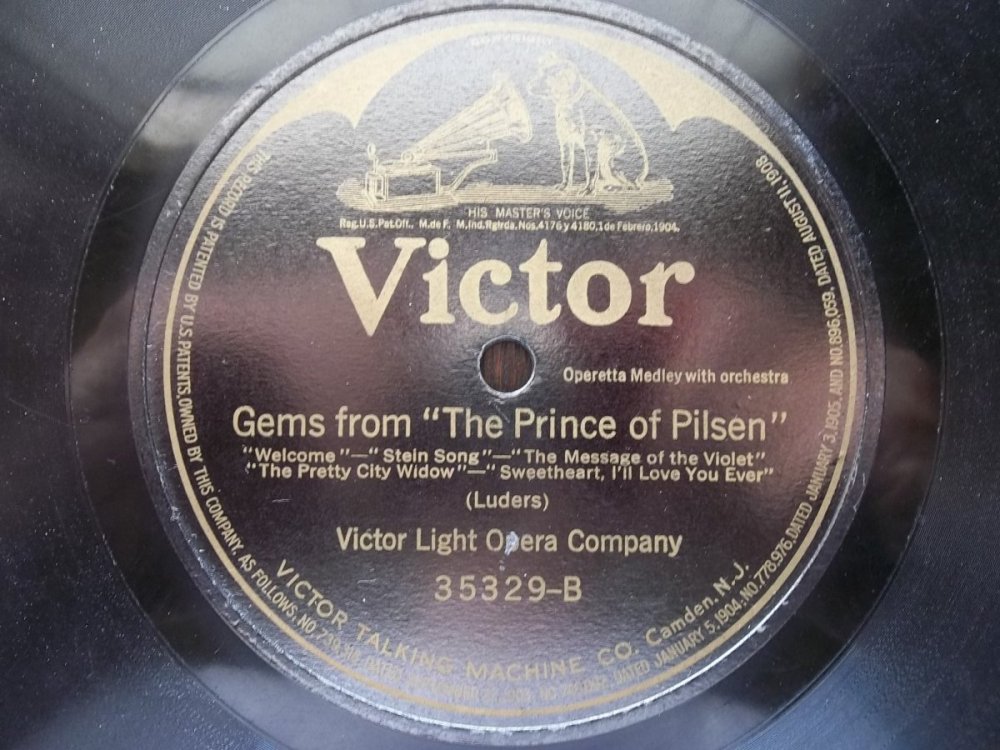 HIS MASTER'S VOICE
Reg.U.S.Pat.Off. M.de F. M.Ind.Rgtrda.Nos.4176 y 4180.1 de Febrero,1904.
Victor
Operetta Medley with orchestra
Gems from "The Prince of Pilsen"
"Welcome"—"Stein Song"—"The Message of the Violet"
"The Pretty City Widow"—"Sweetheart, I'll Love You Ever"
(Luders)
Victor Light Opera Company
35329-B
VICTOR TALKING MACHINE CO. Camden, N.J.
THIS RECORD IS PATENTED BY U.S. PATENTS, OWNED BY THIS COMPANY, AS FOLLOWS, NO. DATED JANUARY 5, 1904, NO. 778,976, DATED JANUARY 3, 1905, AND NO. 896,059, DATED AUGUST 11, 1908